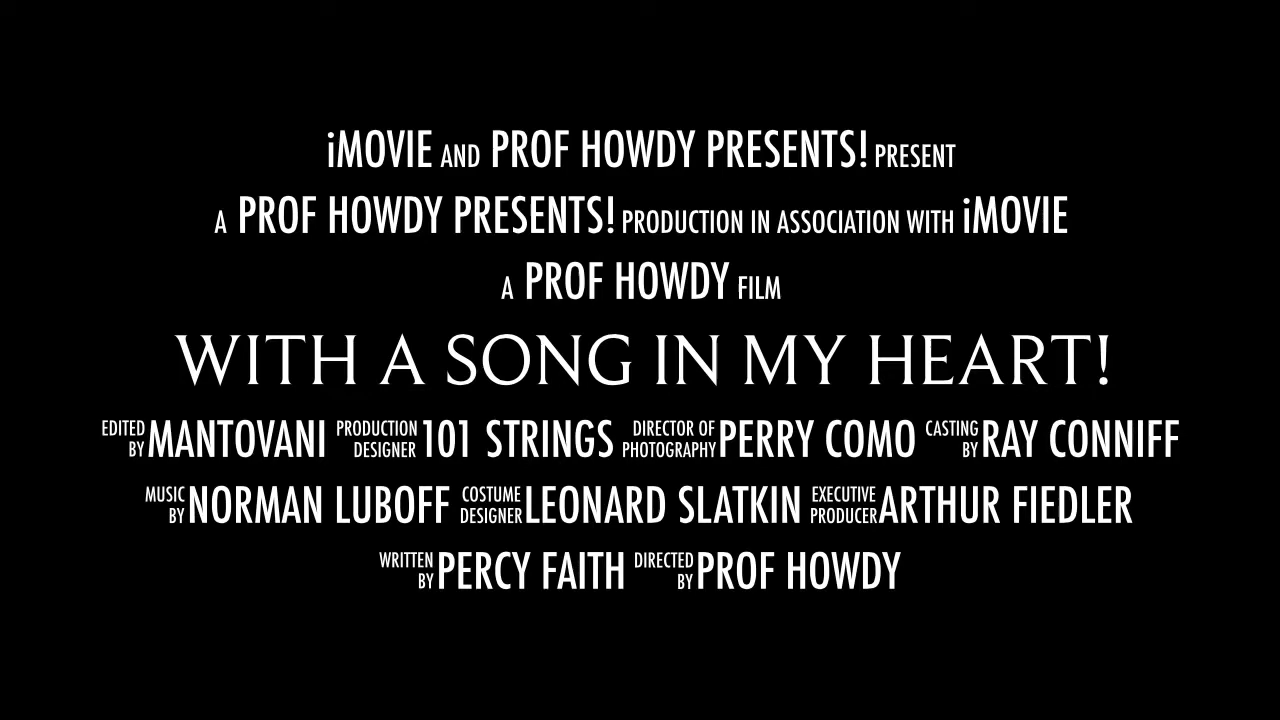 iMOVIE AND PROF HOWDY PRESENTS! PRESENT
A PROF HOWDY PRESENTS! PRODUCTION IN ASSOCIATION WITH iMOVIE
A PROF HOWDY FILM
WITH A SONG IN MY HEART!
EDITED BY MANTOVANI PRODUCTION DESIGNER 101 STRINGS DIRECTOR OF PHOTOGRAPHY PERRY COMO CASTING BY RAY CONNIFF
MUSIC BY NORMAN LUBOFF COSTUME DESIGNER LEONARD SLATKIN EXECUTIVE PRODUCER ARTHUR FIEDLER
WRITTEN BY PERCY FAITH DIRECTED BY PROF HOWDY